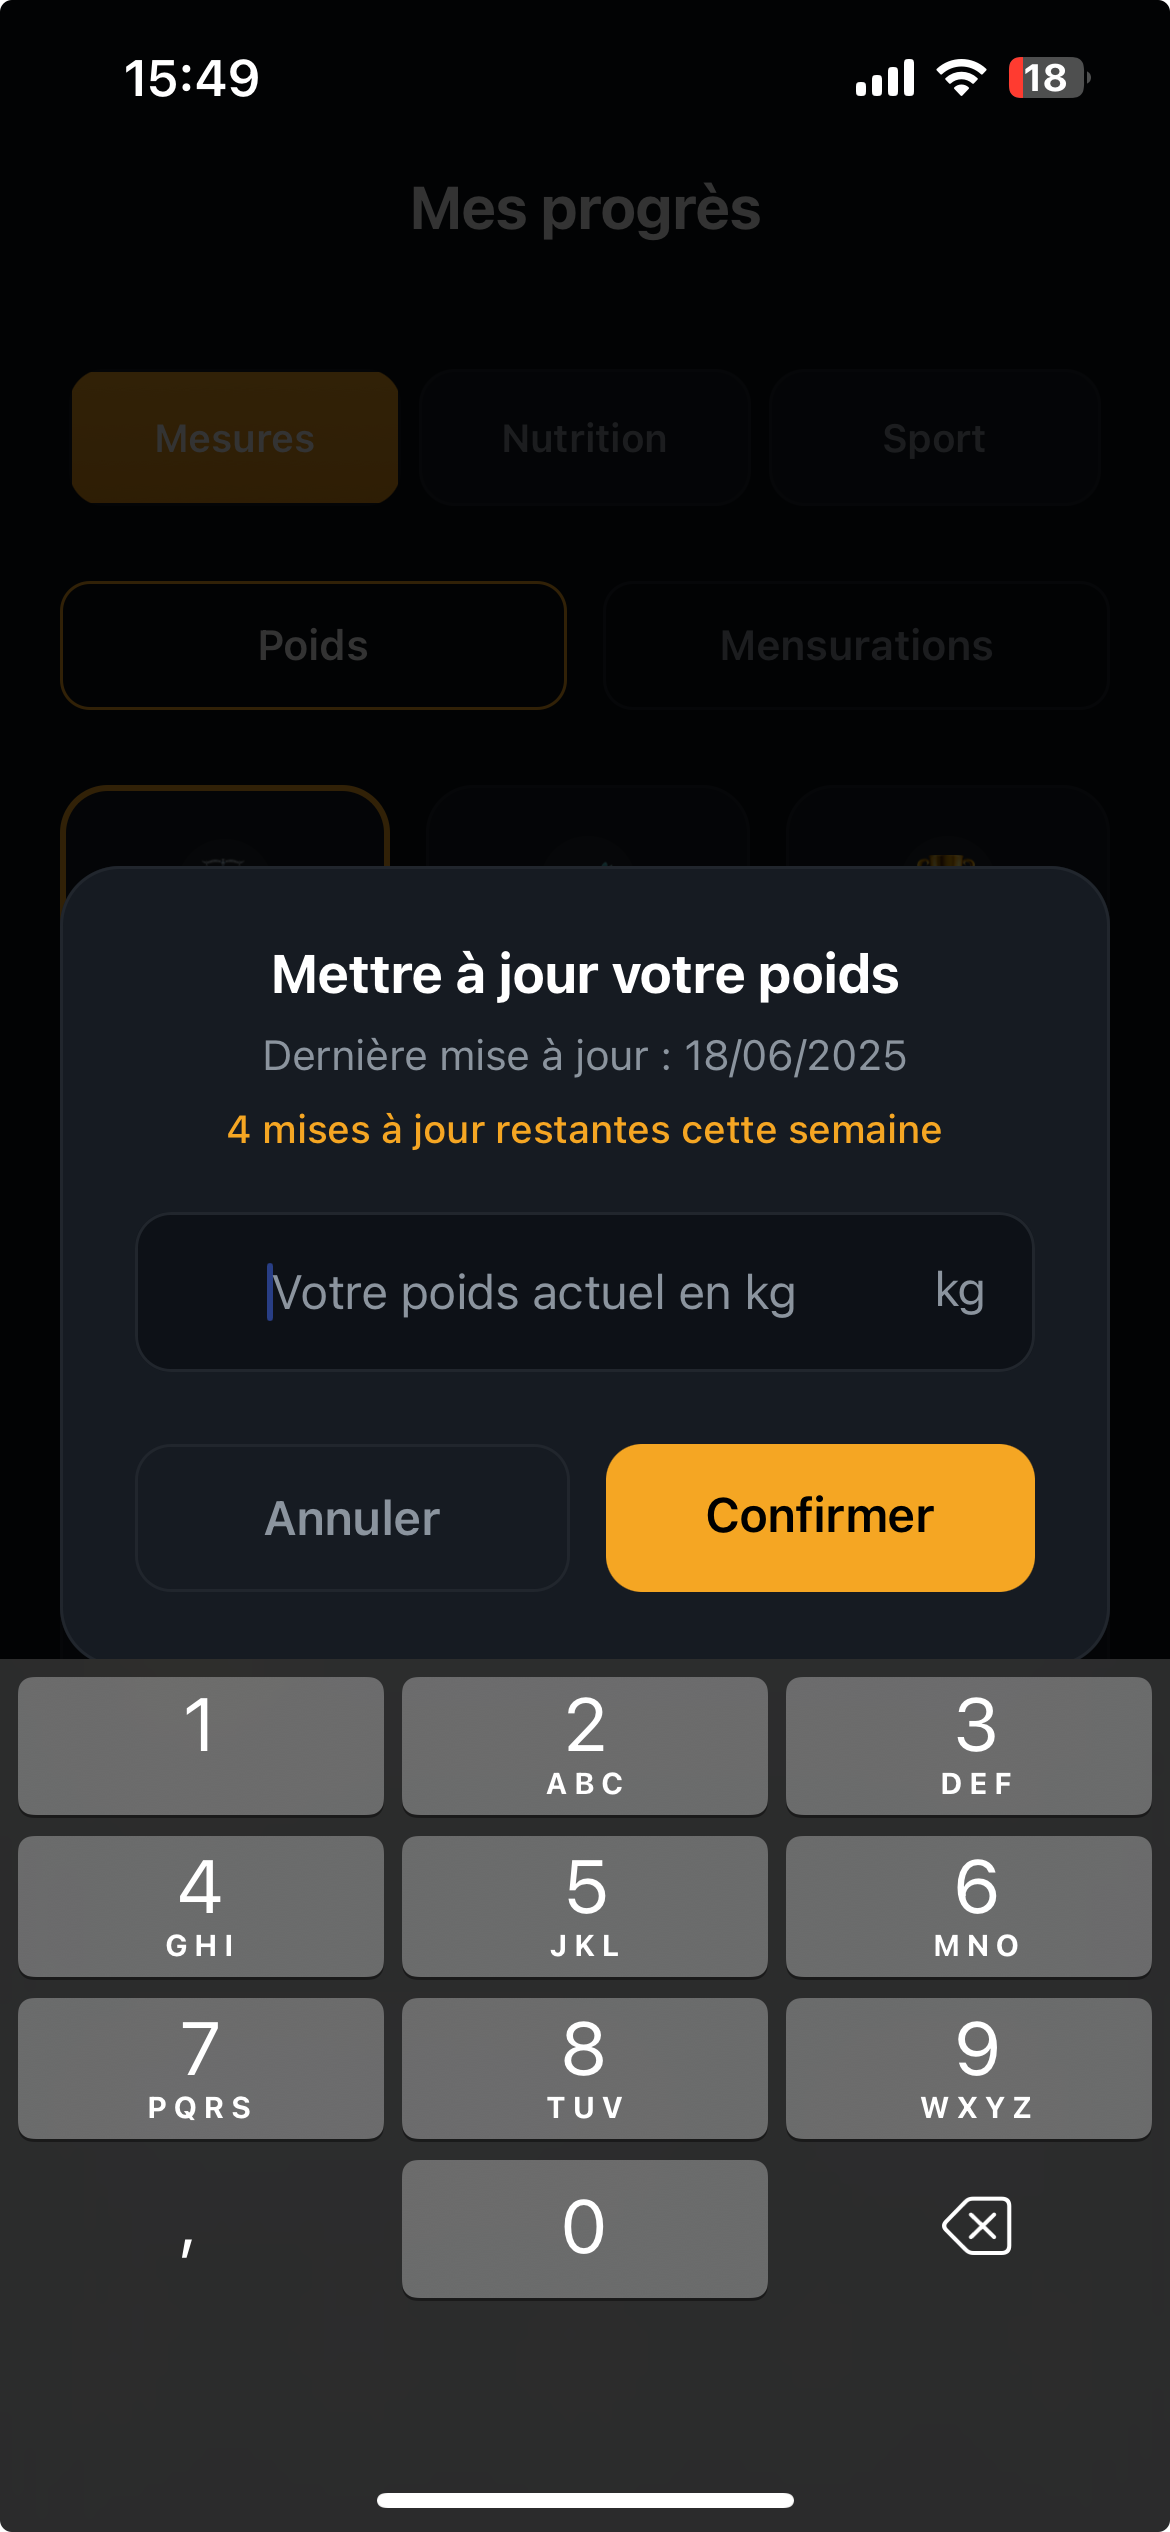 15:49
18
Mes progrès
Mesures Nutrition Sport
Poids Mensurations
Mettre à jour votre poids
Dernière mise à jour : 18/06/2025
4 mises à jour restantes cette semaine
Votre poids actuel en kg kg
Annuler Confirmer
1 2 3
ABC DEF
4 5 6
GHI JKL MNO
7 8 9
PQRS TUV WXYZ
, 0